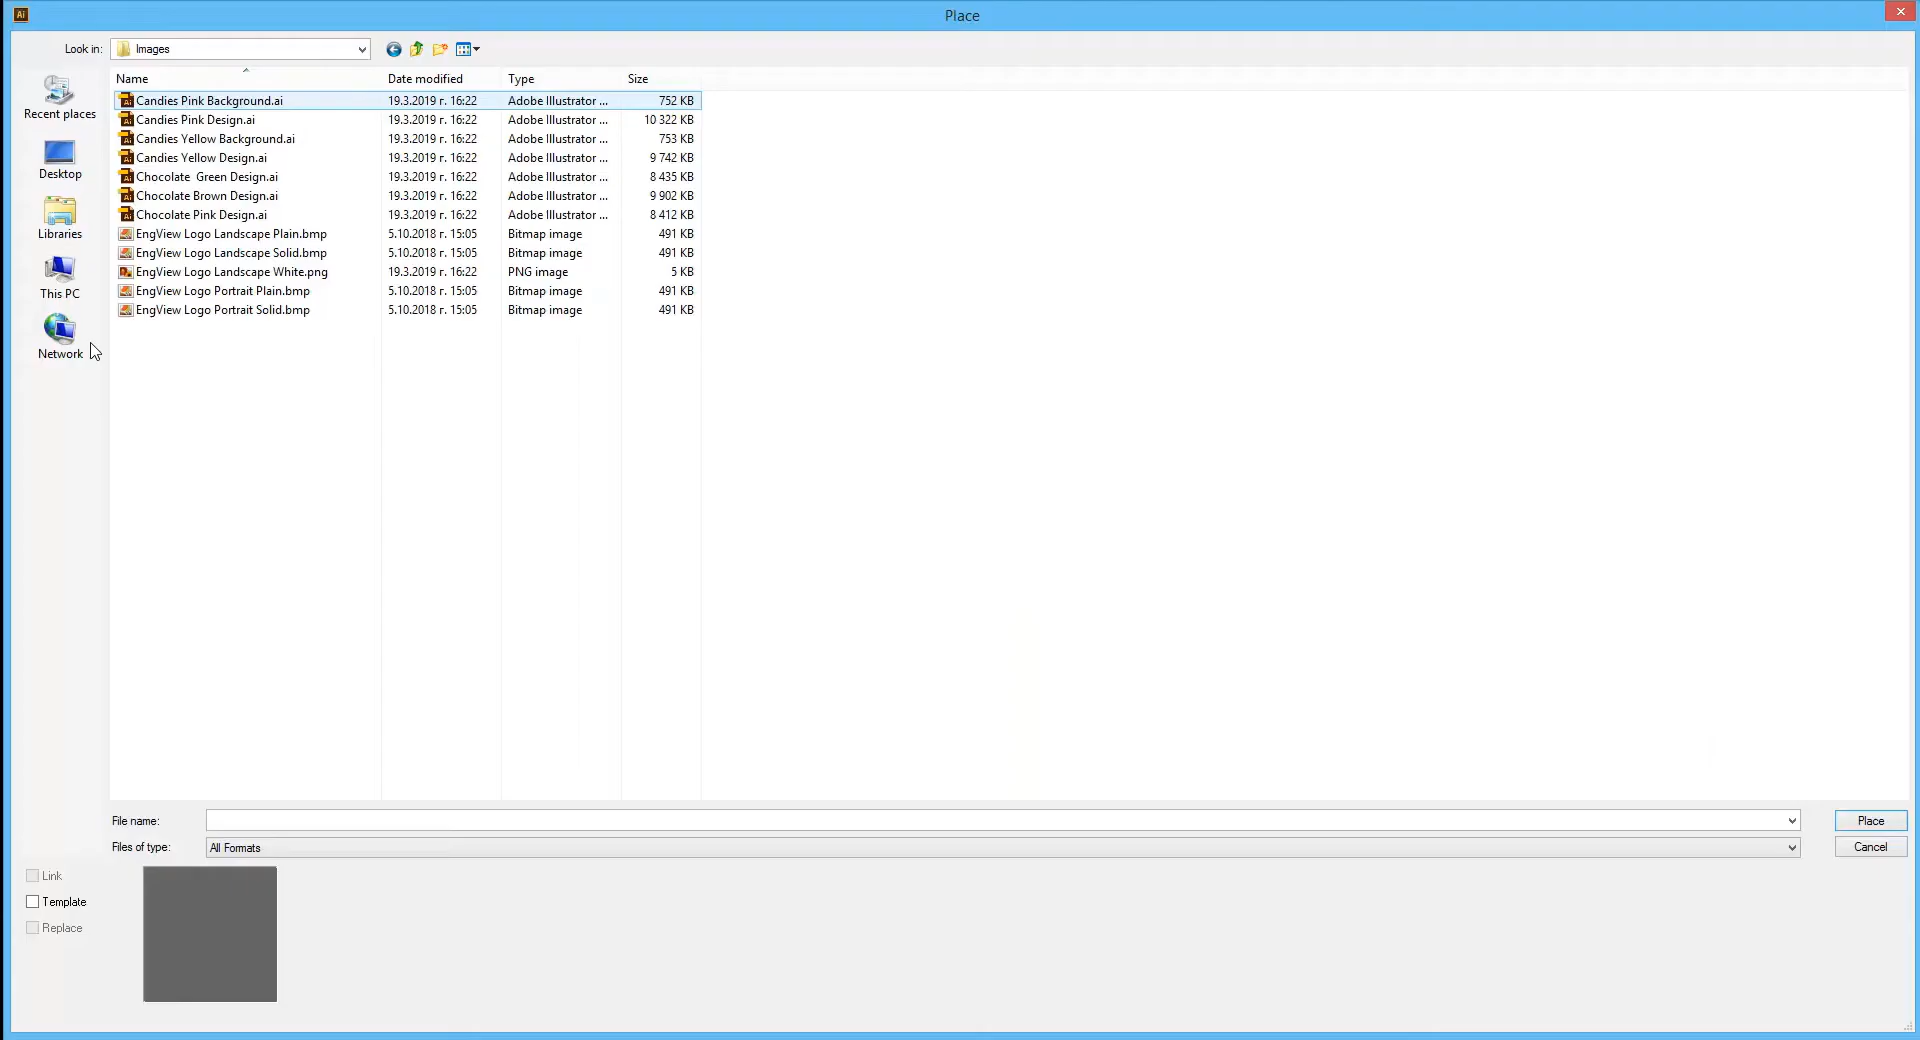 Ai Place
Look in: Images
Name Date modified Type Size
Candies Pink Background.ai 19.3.2019 г. 16:22 Adobe Illustrator ... 752 KB
Candies Pink Design.ai 19.3.2019 г. 16:22 Adobe Illustrator ... 10 322 KB
Candies Yellow Background.ai 19.3.2019 г. 16:22 Adobe Illustrator ... 753 KB
Candies Yellow Design.ai 19.3.2019 г. 16:22 Adobe Illustrator ... 9 742 KB
Chocolate  Green Design.ai 19.3.2019 г. 16:22 Adobe Illustrator ... 8 435 KB
Chocolate Brown Design.ai 19.3.2019 г. 16:22 Adobe Illustrator ... 9 902 KB
Chocolate Pink Design.ai 19.3.2019 г. 16:22 Adobe Illustrator ... 8 412 KB
EngView Logo Landscape Plain.bmp 5.10.2018 г. 15:05 Bitmap image 491 KB
EngView Logo Landscape Solid.bmp 5.10.2018 г. 15:05 Bitmap image 491 KB
EngView Logo Landscape White.png 19.3.2019 г. 16:22 PNG image 5 KB
EngView Logo Portrait Plain.bmp 5.10.2018 г. 15:05 Bitmap image 491 KB
EngView Logo Portrait Solid.bmp 5.10.2018 г. 15:05 Bitmap image 491 KB
Recent places
Desktop
Libraries
This PC
Network
File name: Place
Files of type: All Formats Cancel
Link
Template
Replace